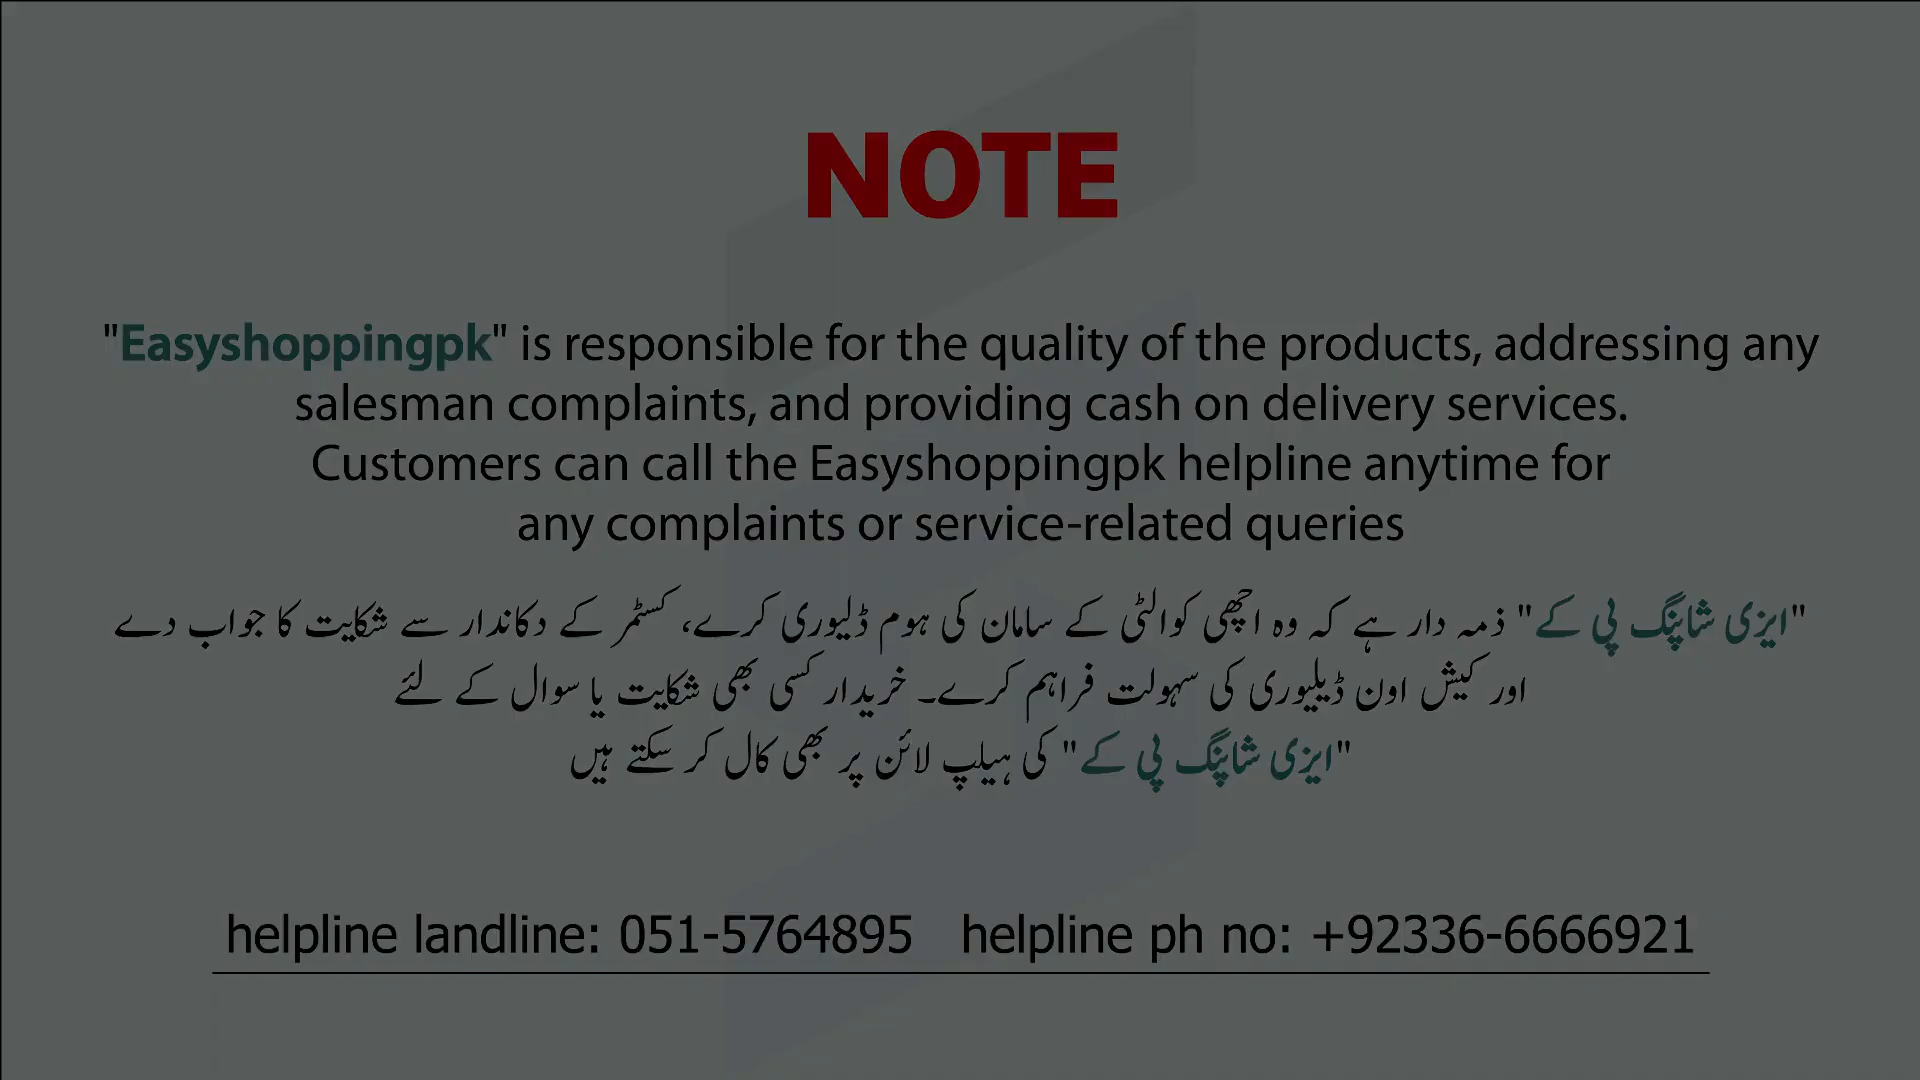 NOTE
"Easyshoppingpk" is responsible for the quality of the products, addressing any
salesman complaints, and providing cash on delivery services.
Customers can call the Easyshoppingpk helpline anytime for
any complaints or service-related queries
"ایزی شاپنگ پی کے" ذمہ دار ہے کہ وہ اچھی کوالٹی کے سامان کی ہوم ڈلیوری کرے، کسٹمر کے دکاندار سے شکایت کا جواب دے
اور کیش اون ڈیلیوری کی سہولت فراہم کرے۔ خریدار کسی بھی شکایت یا سوال کے لئے
"ایزی شاپنگ پی کے" کی ہیلپ لائن پر بھی کال کر سکتے ہیں
helpline landline: 051-5764895 helpline ph no: +92336-6666921